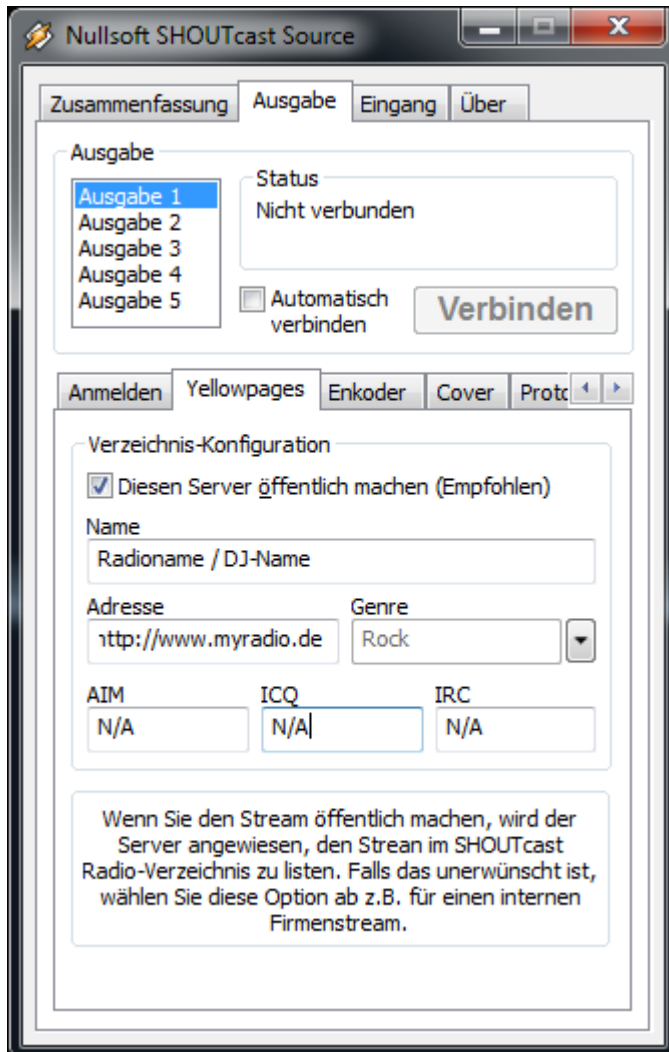 Nullsoft SHOUTcast Source
Zusammenfassung Ausgabe Eingang Über
Ausgabe
Ausgabe 1
Ausgabe 2
Ausgabe 3
Ausgabe 4
Ausgabe 5
Status
Nicht verbunden
Automatisch
verbinden
Verbinden
Anmelden Yellowpages Enkoder Cover Proto
Verzeichnis-Konfiguration
Diesen Server öffentlich machen (Empfohlen)
Name
Radioname / DJ-Name
Adresse Genre
http://www.myradio.de Rock
AIM ICQ IRC
N/A N/A N/A
Wenn Sie den Stream öffentlich machen, wird der
Server angewiesen, den Strean im SHOUTcast
Radio-Verzeichnis zu listen. Falls das unerwünscht ist,
wählen Sie diese Option ab z.B. für einen internen
Firmenstream.